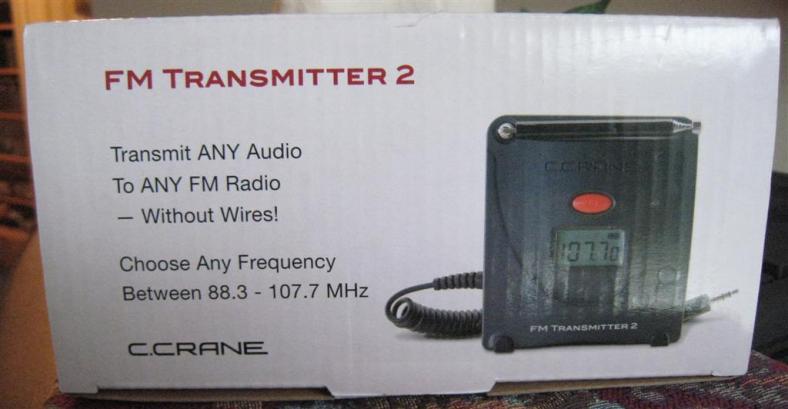 FM TRANSMITTER 2
Transmit ANY Audio
To ANY FM Radio
— Without Wires!
Choose Any Frequency
Between 88.3 - 107.7 MHz
C.CRANE
C.CRANE
107.70
FM TRANSMITTER 2